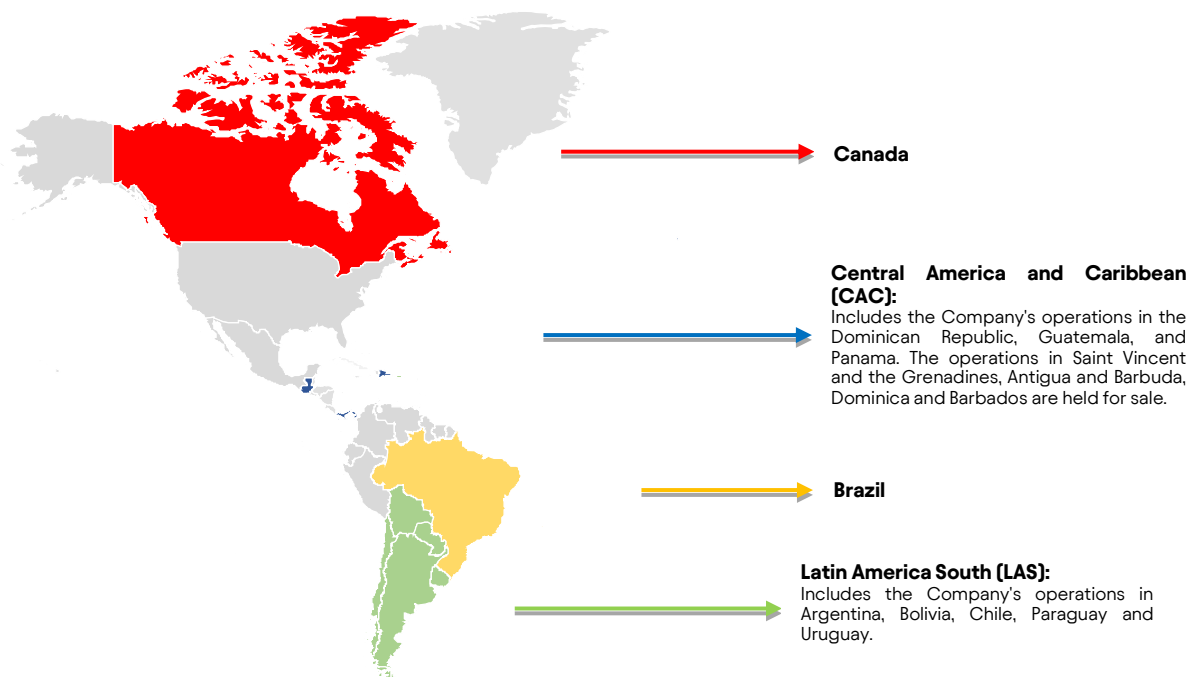 Canada
Central America and Caribbean
(CAC):
Includes the Company's operations in the
Dominican Republic, Guatemala, and
Panama. The operations in Saint Vincent
and the Grenadines, Antigua and Barbuda,
Dominica and Barbados are held for sale.
Brazil
Latin America South (LAS):
Includes the Company's operations in
Argentina, Bolivia, Chile, Paraguay and
Uruguay.